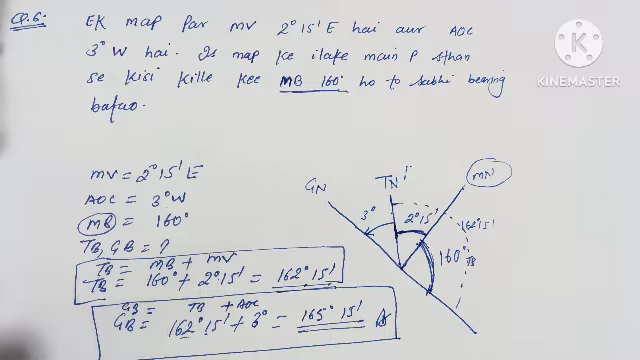 Q.6: Ek map Par MV 2° 15' E hai aur AOC
3° W hai. Is map ke ilake main P sthan
se kisi kille kee MB 160° ho to sabhi bearing
batao.
K
KINEMASTER
MV = 2° 15' E
AOC = 3° W
MB = 160°
TB, GB = ?
TB = MB + MV
TB = 160° + 2° 15' = 162° 15'
GB = TB + AOC
GB = 162° 15' + 3° = 165° 15'
GN
TN
MN
3°
2° 15'
162° 15'
160°
TB